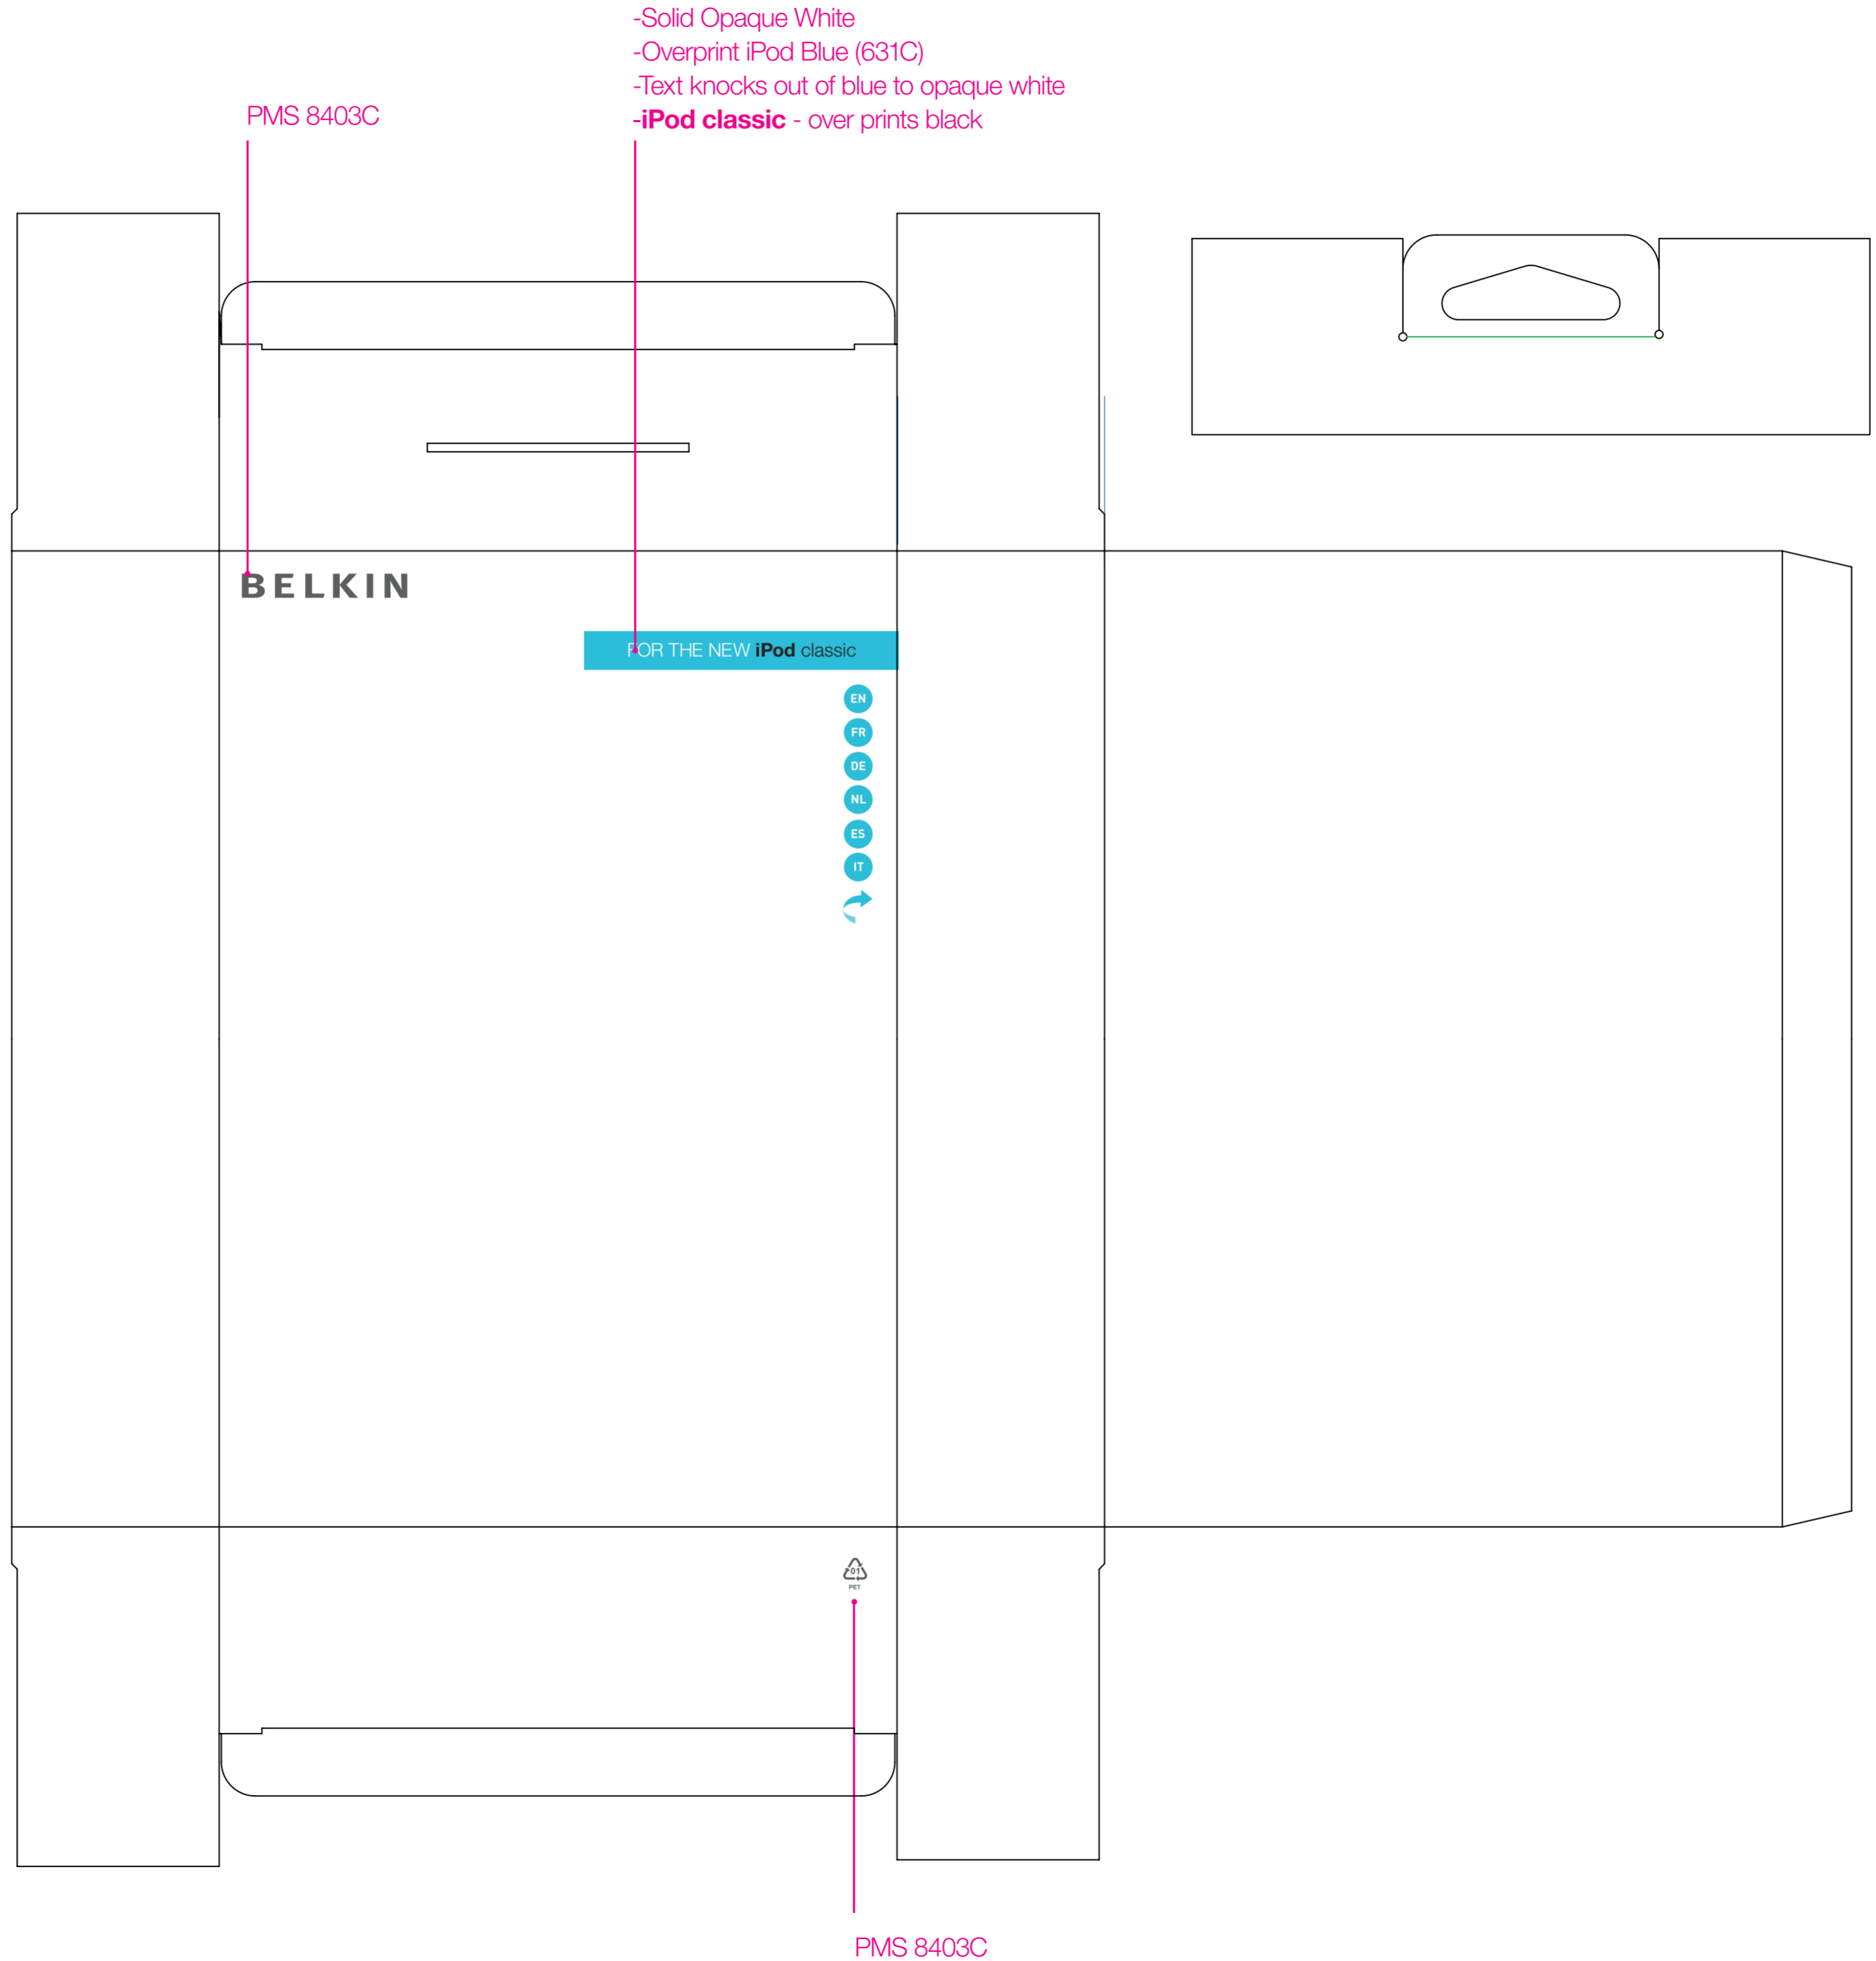 -Solid Opaque White
-Overprint iPod Blue (631C)
-Text knocks out of blue to opaque white
-iPod classic - over prints black
PMS 8403C
BELKIN
FOR THE NEW iPod classic
EN
FR
DE
NL
ES
IT
01
PET
PMS 8403C